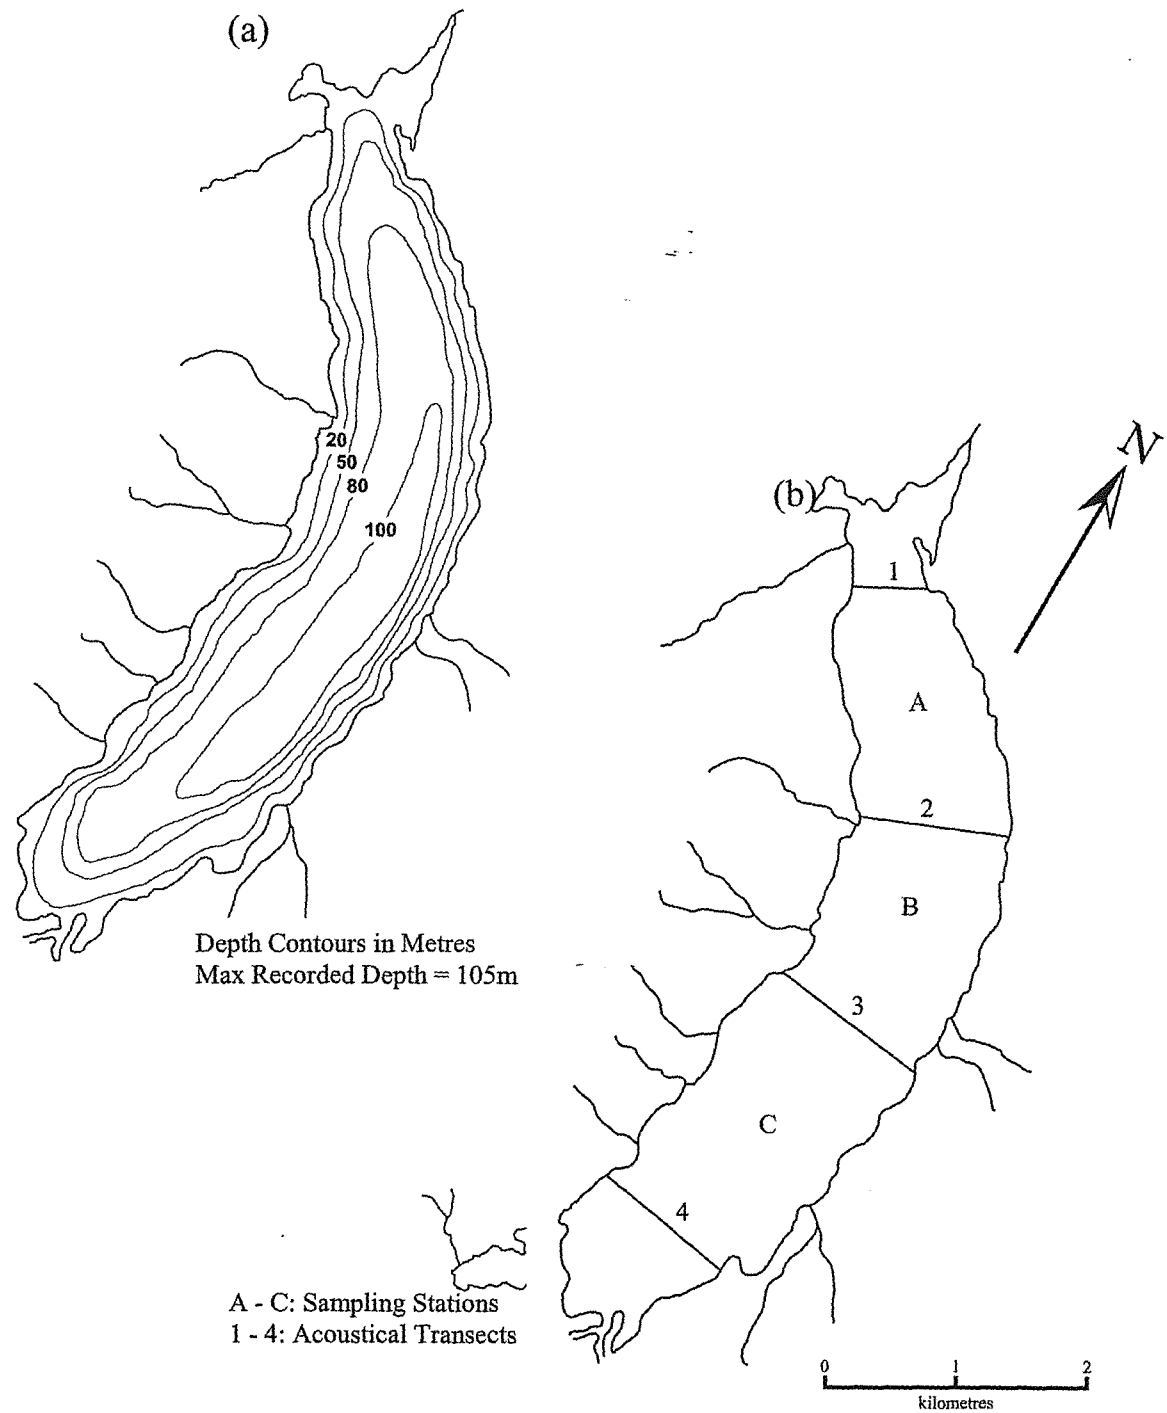 (a)
20
50
80
100
Depth Contours in Metres
Max Recorded Depth = 105m
N
(b)
1
A
2
B
3
C
4
A - C: Sampling Stations
1 - 4: Acoustical Transects
0 1 2
kilometres